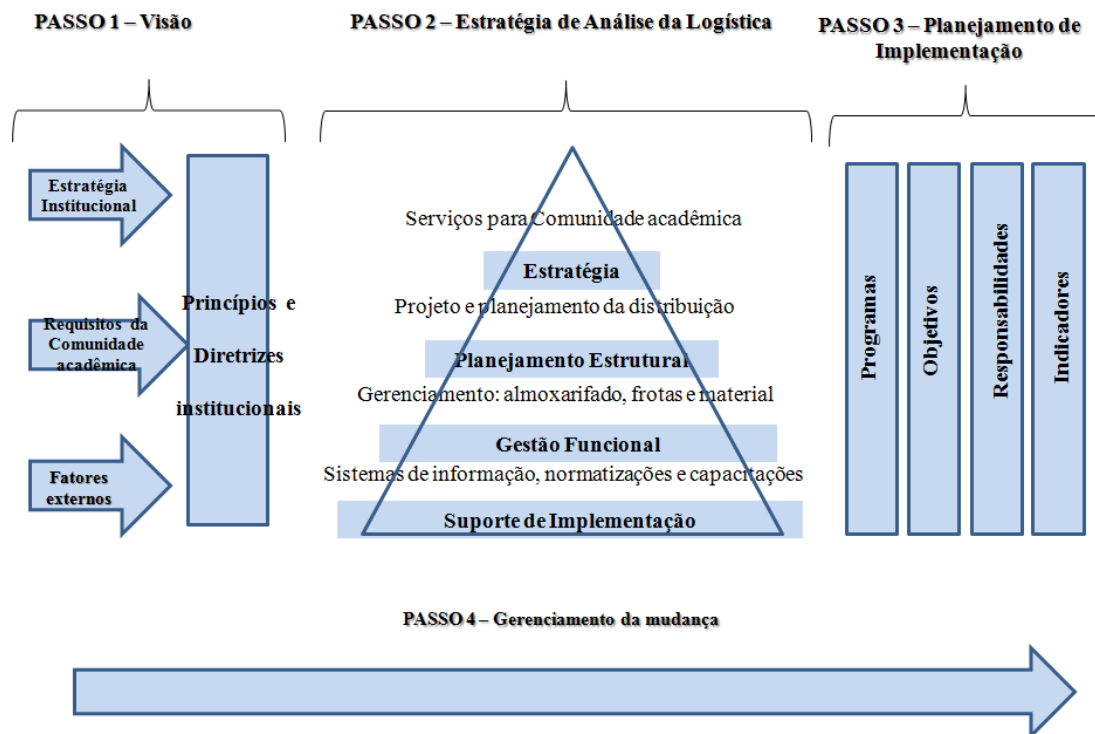 PASSO 1 – Visão
PASSO 2 – Estratégia de Análise da Logística
PASSO 3 – Planejamento de
Implementação
Estratégia
Institucional
Requisitos da
Comunidade
acadêmica
Fatores
externos
Princípios e
Diretrizes
institucionais
Serviços para Comunidade acadêmica
Estratégia
Projeto e planejamento da distribuição
Planejamento Estrutural
Gerenciamento: almoxarifado, frotas e material
Gestão Funcional
Sistemas de informação, normatizações e capacitações
Suporte de Implementação
Programas
Objetivos
Responsabilidades
Indicadores
PASSO 4 – Gerenciamento da mudança